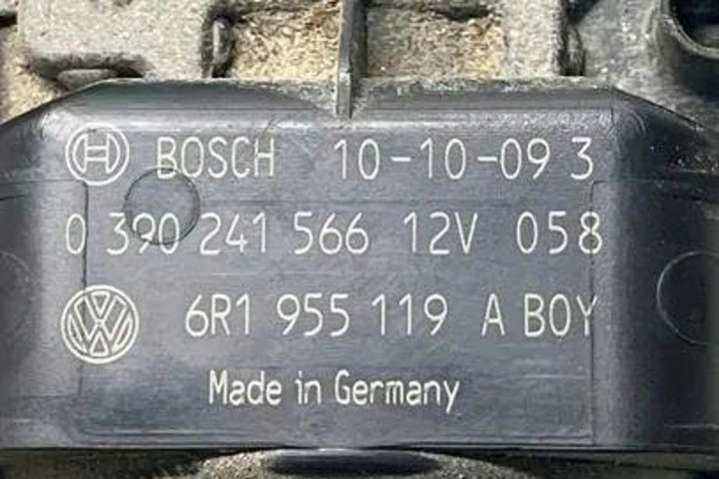 BOSCH 10-10-09 3
0 390 241 566 12V 058
6R1 955 119 A BOY
Made in Germany